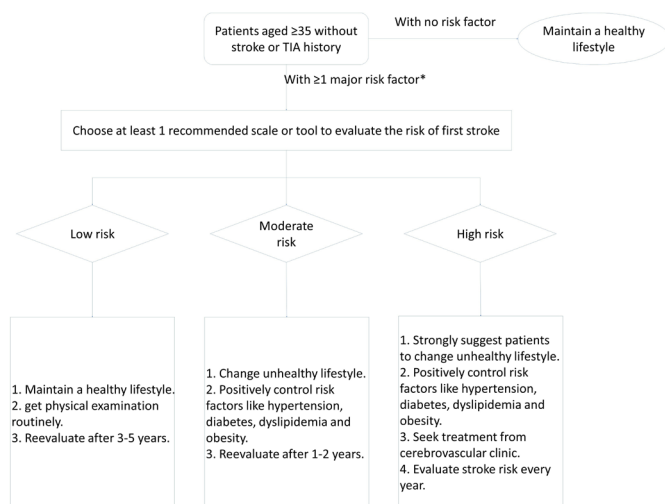 Patients aged ≥35 without
stroke or TIA history
With no risk factor
Maintain a healthy
lifestyle
With ≥1 major risk factor*
Choose at least 1 recommended scale or tool to evaluate the risk of first stroke
Low risk
Moderate
risk
High risk
1. Maintain a healthy lifestyle.
2. get physical examination
routinely.
3. Reevaluate after 3-5 years.
1. Change unhealthy lifestyle.
2. Positively control risk
factors like hypertension,
diabetes, dyslipidemia and
obesity.
3. Reevaluate after 1-2 years.
1. Strongly suggest patients
to change unhealthy lifestyle.
2. Positively control risk
factors like hypertension,
diabetes, dyslipidemia and
obesity.
3. Seek treatment from
cerebrovascular clinic.
4. Evaluate stroke risk every
year.